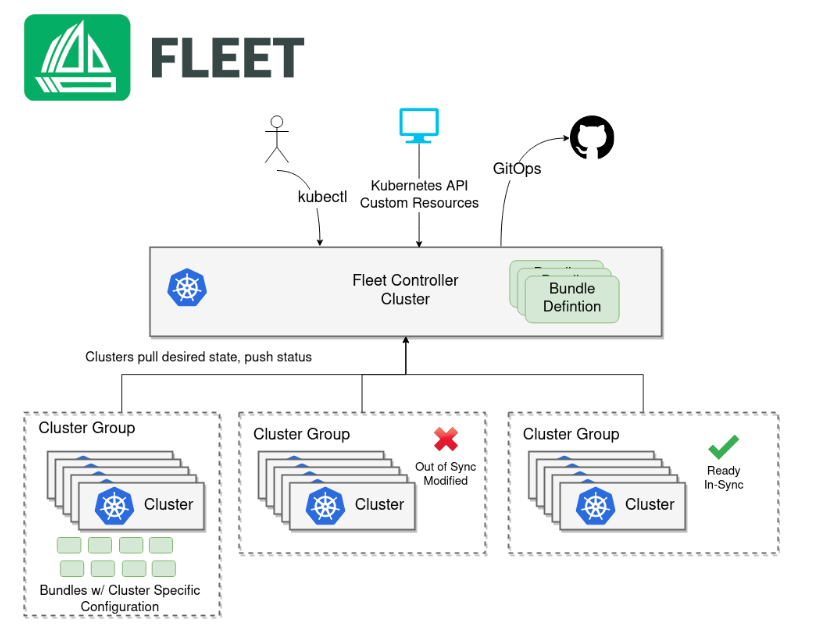 FLEET
kubectl
Kubernetes API
Custom Resources
GitOps
Fleet Controller
Cluster
Bundle
Defintion
Clusters pull desired state, push status
Cluster Group
Cluster
Bundles w/ Cluster Specific
Configuration
Cluster Group
Out of Sync
Modified
Cluster
Cluster Group
Ready
In-Sync
Cluster